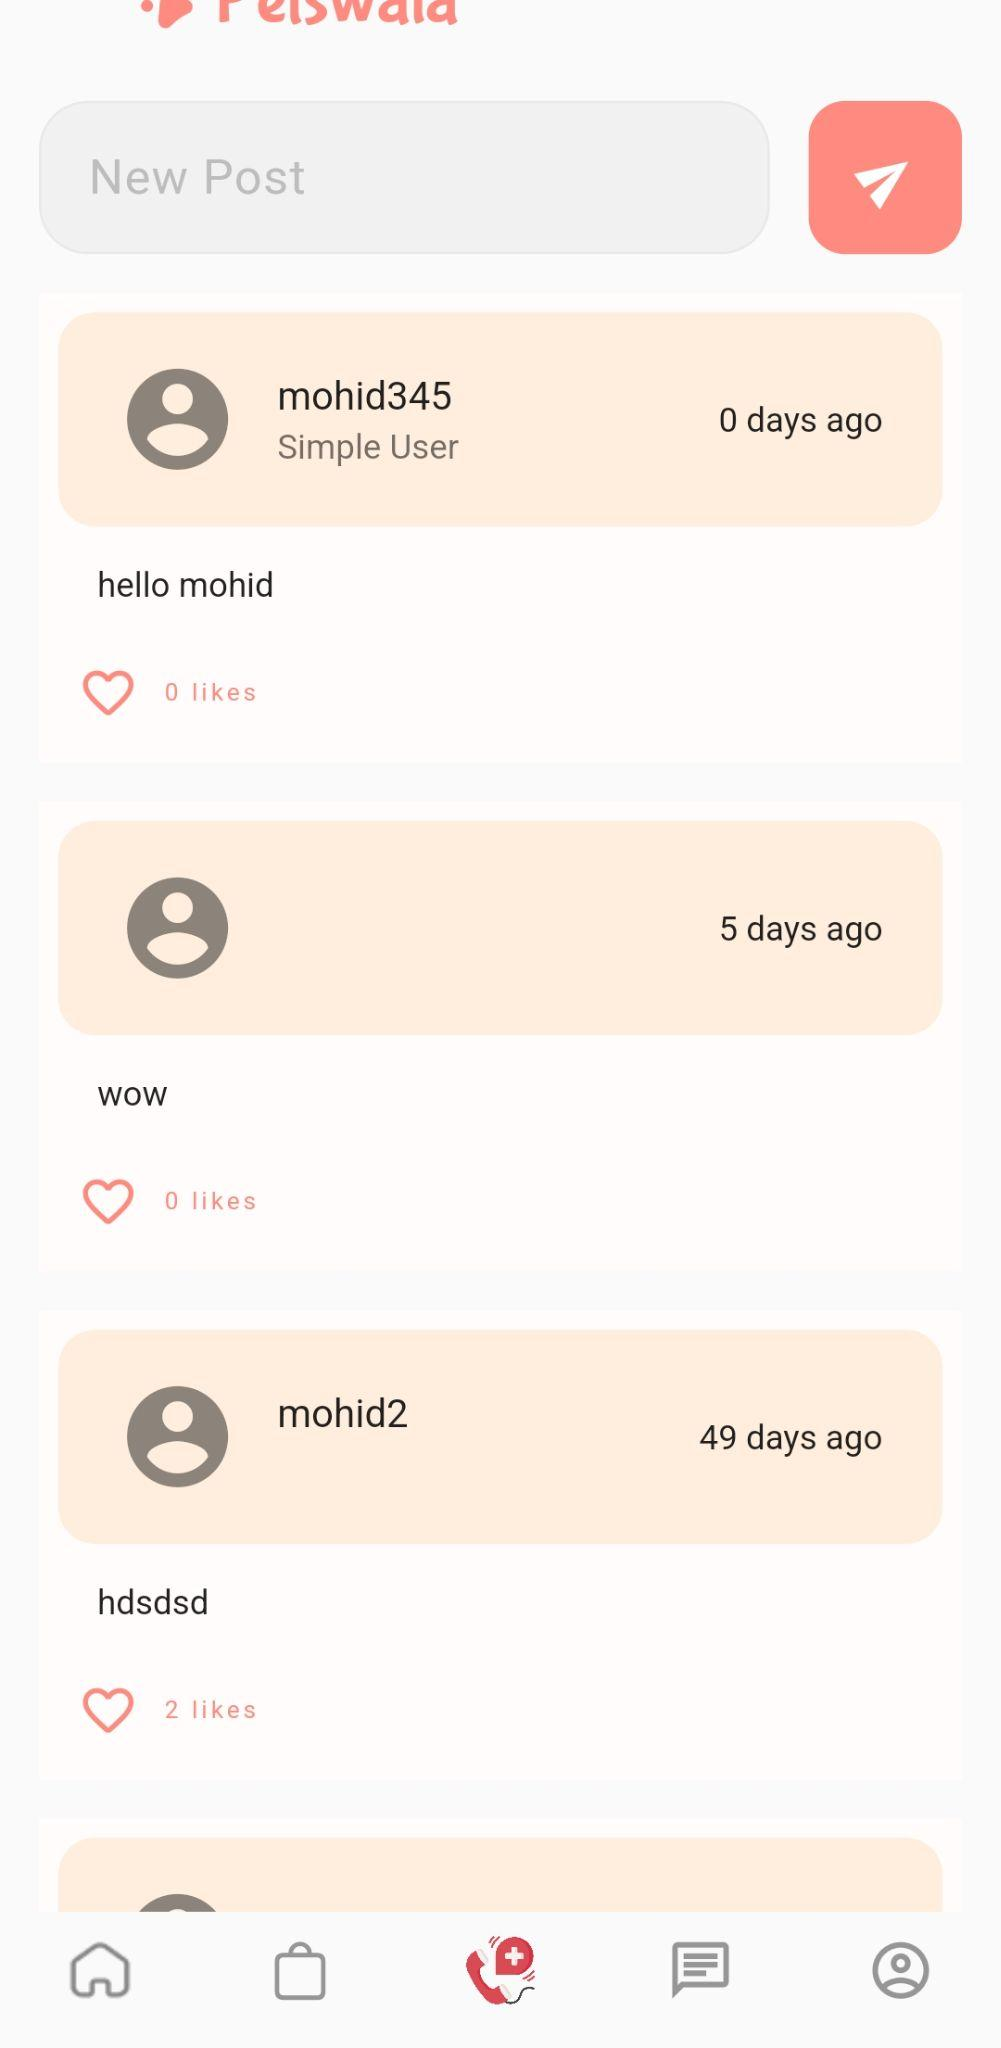 Petswala
New Post
mohid345
Simple User
0 days ago
hello mohid
0 likes
5 days ago
wow
0 likes
mohid2
49 days ago
hdsdsd
2 likes